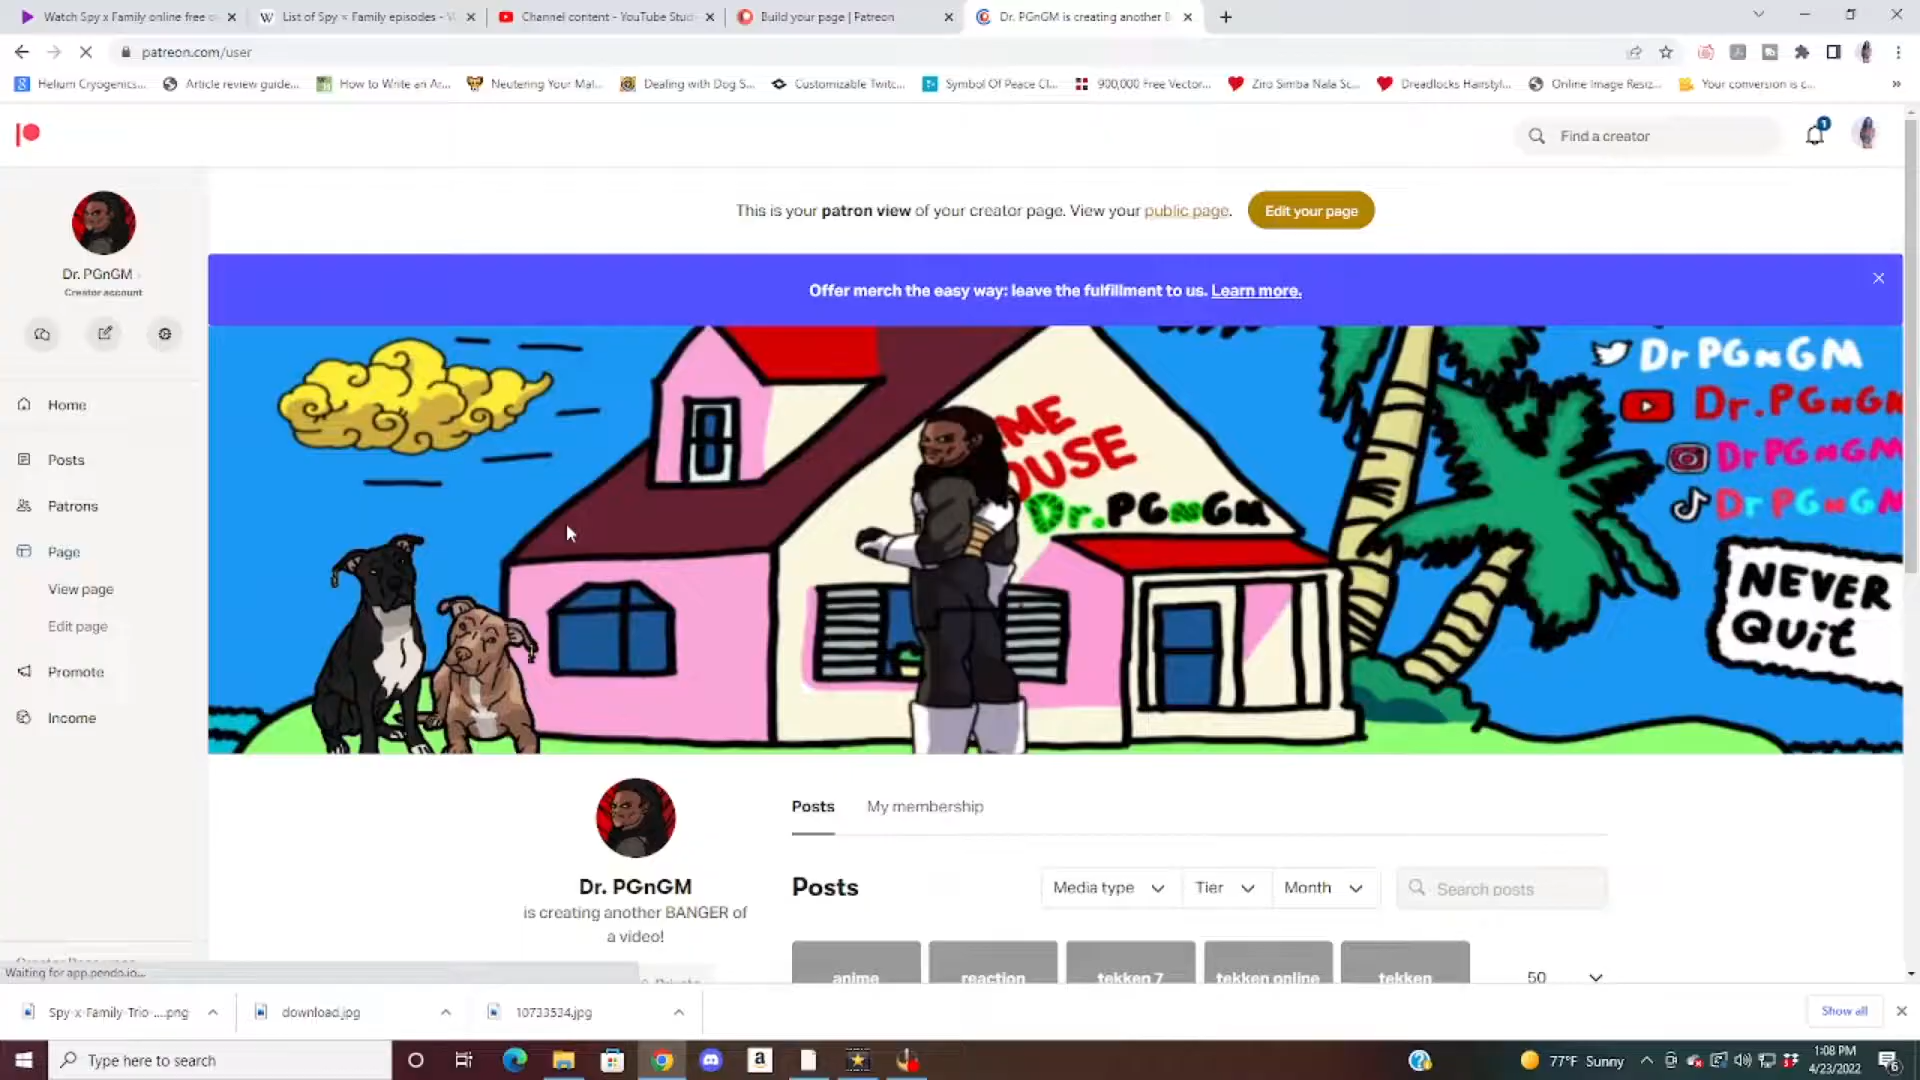 Watch Spy x Family online free o
List of Spy × Family episodes - W
Channel content - YouTube Stud
Build your page | Patreon
Dr. PGnGM is creating another B
patreon.com/user
Helium Cryogenics...
Article review guide...
How to Write an Ar...
Neutering Your Mal...
Dealing with Dog S...
Customizable Twitc...
Symbol Of Peace Cl...
900,000 Free Vector...
Ziro Simba Nala Sc...
Dreadlocks Hairstyl...
Online Image Resiz...
Your conversion is c...
»
Find a creator
1
This is your patron view of your creator page. View your public page.
Edit your page
Dr. PGnGM
Creator account
Offer merch the easy way: leave the fulfillment to us. Learn more.
Home
Posts
Patrons
Page
View page
Edit page
Promote
Income
Dr PGnGM
Dr.PGnGM
DrPGnGM
Dr PGnGM
ME
OUSE
Dr.PGnGM
NEVER
QUit
Dr. PGnGM
is creating another BANGER of
a video!
Posts
My membership
Posts
Media type
Tier
Month
Search posts
anime
reaction
tekken 7
tekken online
tekken
50
Waiting for app.pendo.io...
Spy-x-Family-Trio-....png
download.jpg
10733534.jpg
Show all
Type here to search
77°F Sunny
1:08 PM
4/23/2022
6